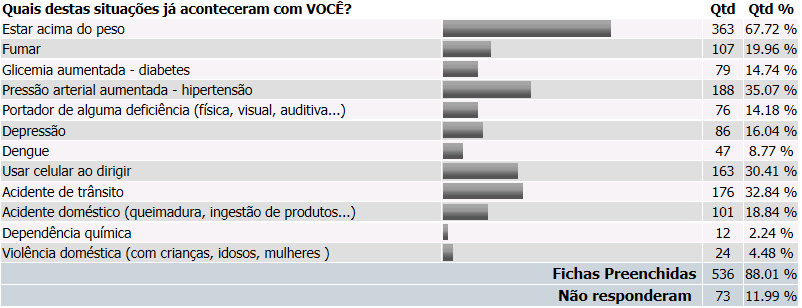 Quais destas situações já aconteceram com VOCÊ? Qtd Qtd %
Estar acima do peso 363 67.72 %
Fumar 107 19.96 %
Glicemia aumentada - diabetes 79 14.74 %
Pressão arterial aumentada - hipertensão 188 35.07 %
Portador de alguma deficiência (física, visual, auditiva...) 76 14.18 %
Depressão 86 16.04 %
Dengue 47 8.77 %
Usar celular ao dirigir 163 30.41 %
Acidente de trânsito 176 32.84 %
Acidente doméstico (queimadura, ingestão de produtos...) 101 18.84 %
Dependência química 12 2.24 %
Violência doméstica (com crianças, idosos, mulheres ) 24 4.48 %
Fichas Preenchidas 536 88.01 %
Não responderam 73 11.99 %